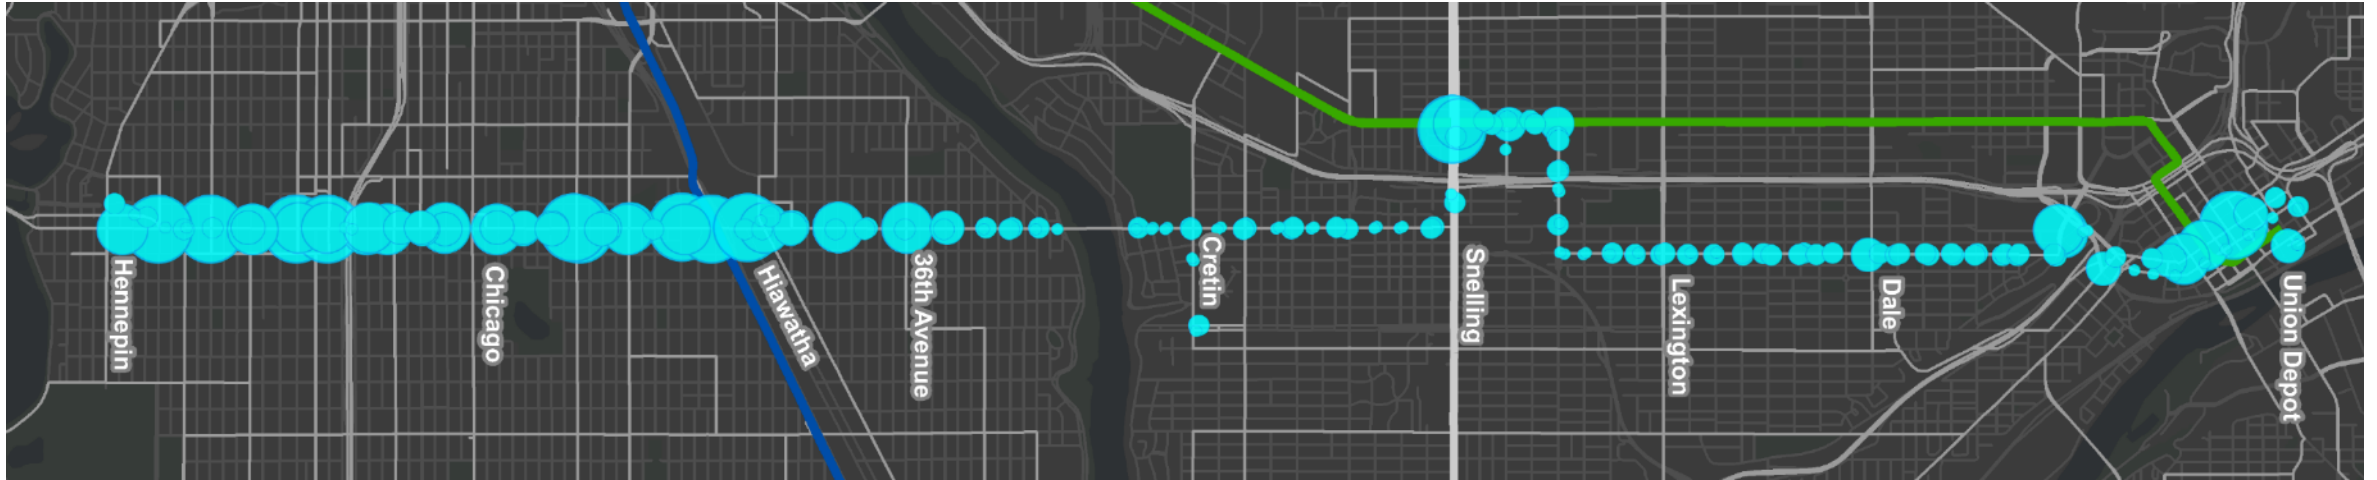 Hennepin
Chicago
Hiawatha
36th Avenue
Cretin
Snelling
Lexington
Dale
Union Depot